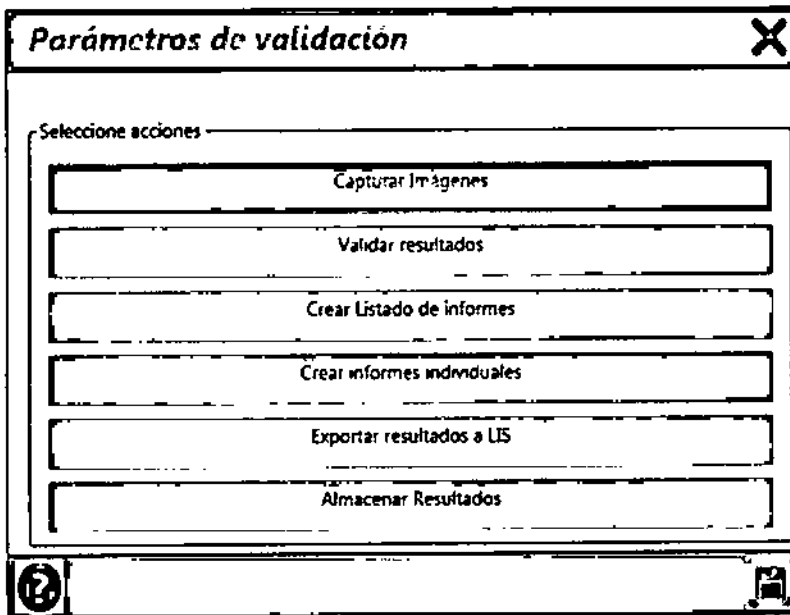 Parámetros de validación
Seleccione acciones
Capturar Imágenes
Validar resultados
Crear Listado de informes
Crear informes individuales
Exportar resultados a LIS
Almacenar Resultados